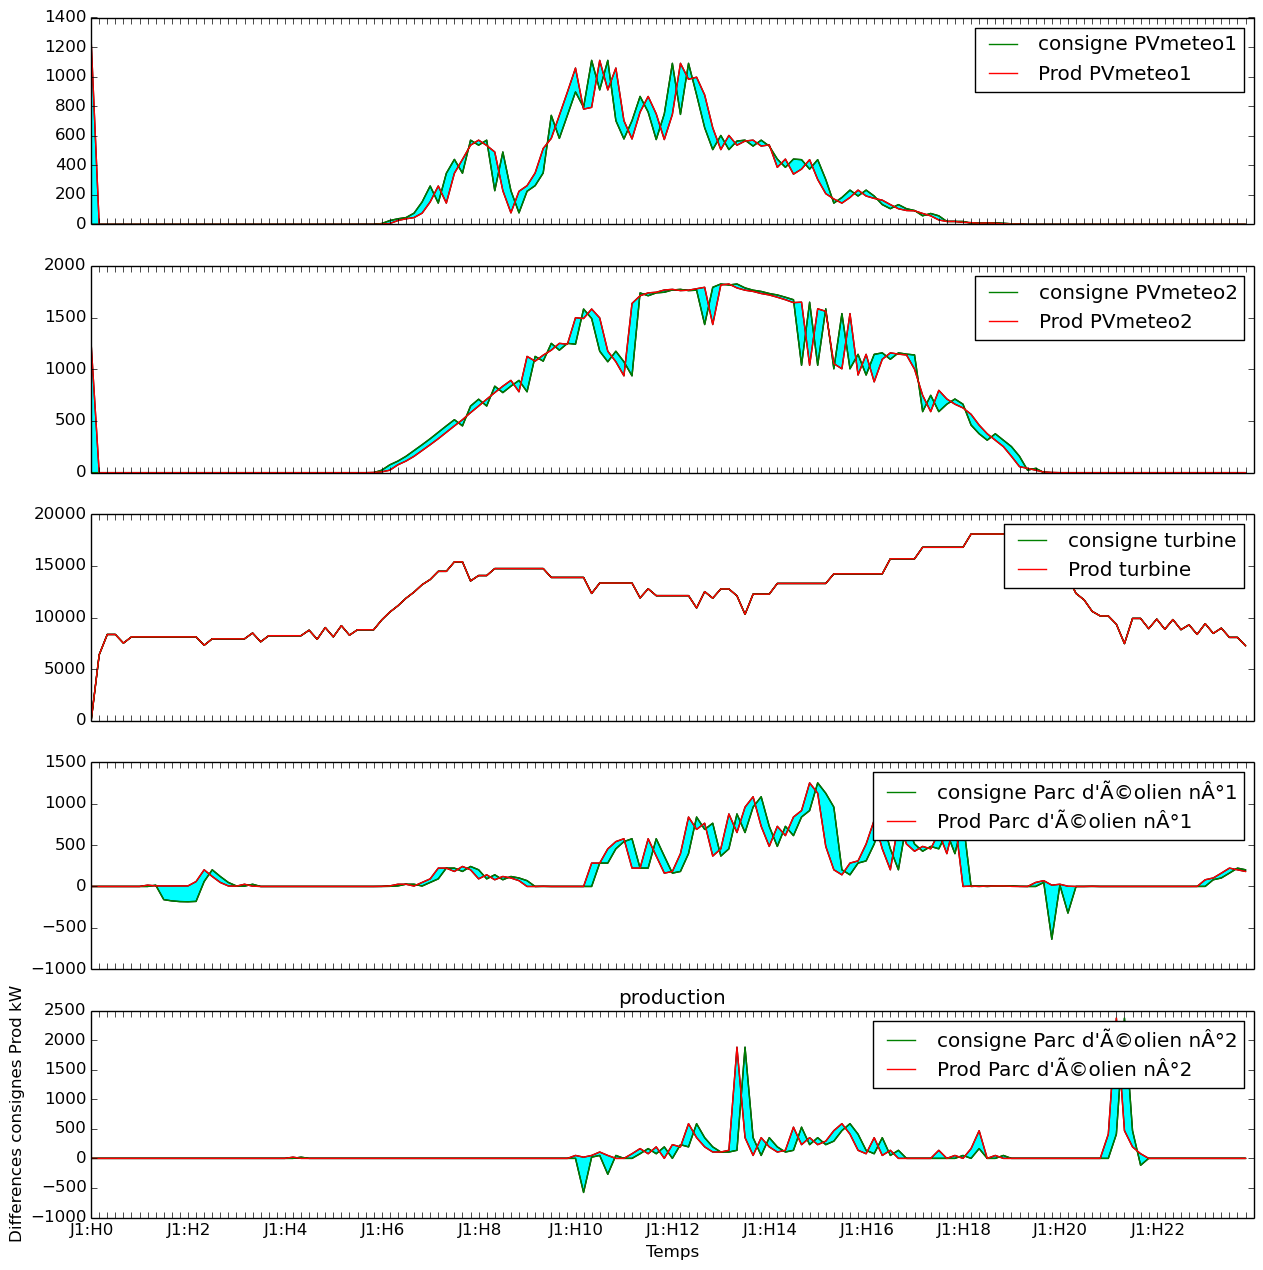 1400
1200
1000
800
600
400
200
0
consigne PVmeteo1
Prod PVmeteo1
2000
1500
1000
500
0
consigne PVmeteo2
Prod PVmeteo2
20000
15000
10000
5000
0
consigne turbine
Prod turbine
1500
1000
500
0
−500
−1000
consigne Parc d'Ã©olien nÂ°1
Prod Parc d'Ã©olien nÂ°1
production
2500
2000
1500
1000
500
0
−500
−1000
consigne Parc d'Ã©olien nÂ°2
Prod Parc d'Ã©olien nÂ°2
Differences consignes Prod kW
J1:H0 J1:H2 J1:H4 J1:H6 J1:H8 J1:H10 J1:H12 J1:H14 J1:H16 J1:H18 J1:H20 J1:H22
Temps